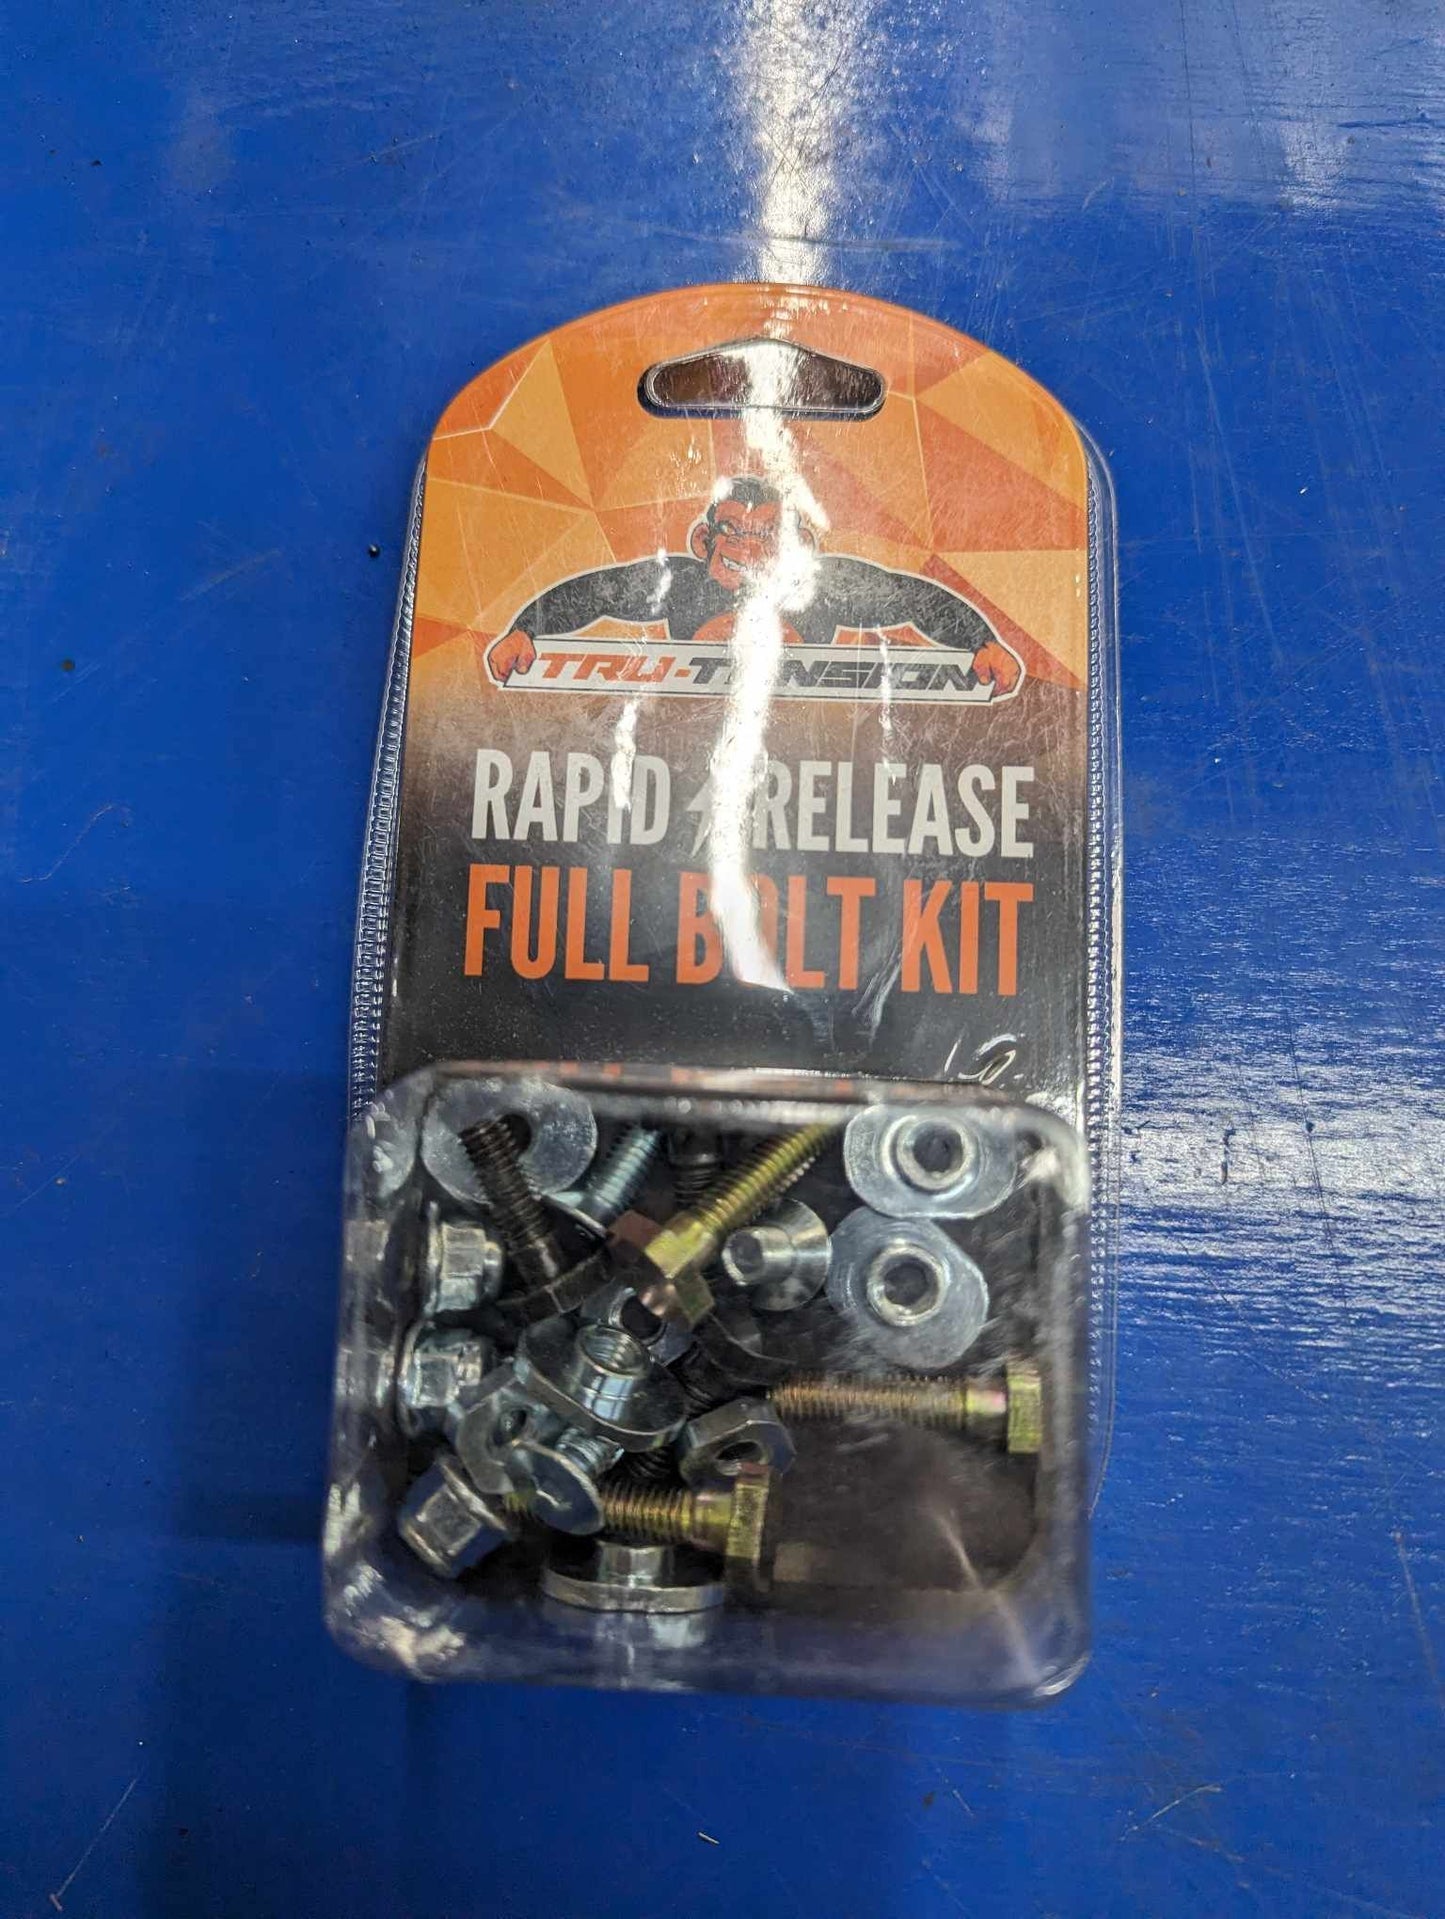 TRU-TENSION
RAPID RELEASE
FULL BOLT KIT